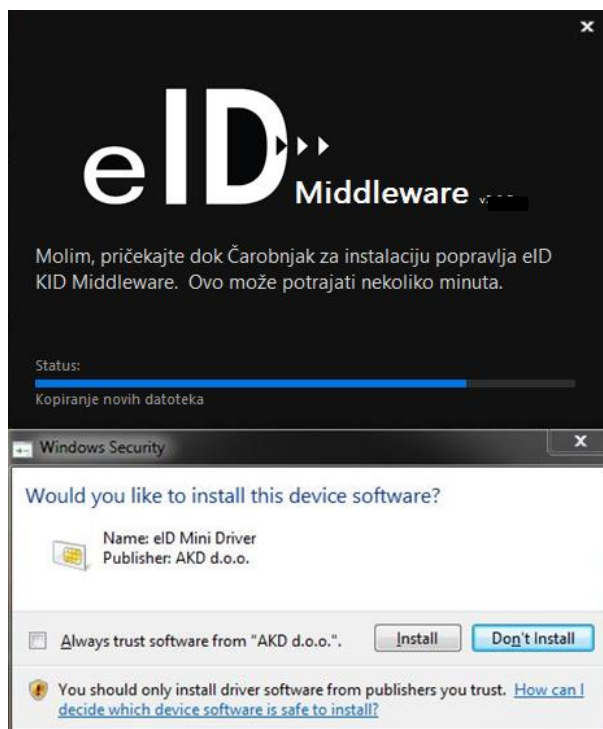 eID
Middleware
Molim, pričekajte dok Čarobnjak za instalaciju popravlja eID
KID Middleware. Ovo može potrajati nekoliko minuta.
Status:
Kopiranje novih datoteka
Windows Security
Would you like to install this device software?
Name: eID Mini Driver
Publisher: AKD d.o.o.
Always trust software from "AKD d.o.o.".
Install
Don't Install
You should only install driver software from publishers you trust. How can I
decide which device software is safe to install?